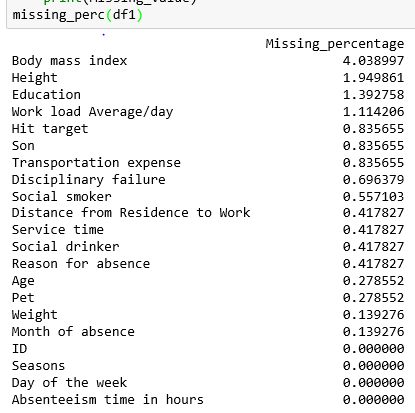 print(Missing_value)
missing_perc(df1)
Missing_percentage
Body mass index 4.038997
Height 1.949861
Education 1.392758
Work load Average/day 1.114206
Hit target 0.835655
Son 0.835655
Transportation expense 0.835655
Disciplinary failure 0.696379
Social smoker 0.557103
Distance from Residence to Work 0.417827
Service time 0.417827
Social drinker 0.417827
Reason for absence 0.417827
Age 0.278552
Pet 0.278552
Weight 0.139276
Month of absence 0.139276
ID 0.000000
Seasons 0.000000
Day of the week 0.000000
Absenteeism time in hours 0.000000